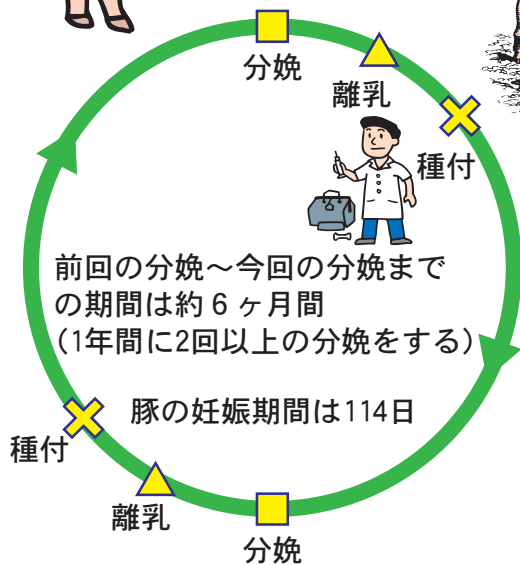 分娩
離乳
種付
前回の分娩～今回の分娩まで
の期間は約６ヶ月間
(1年間に2回以上の分娩をする)
豚の妊娠期間は114日
種付
離乳
分娩